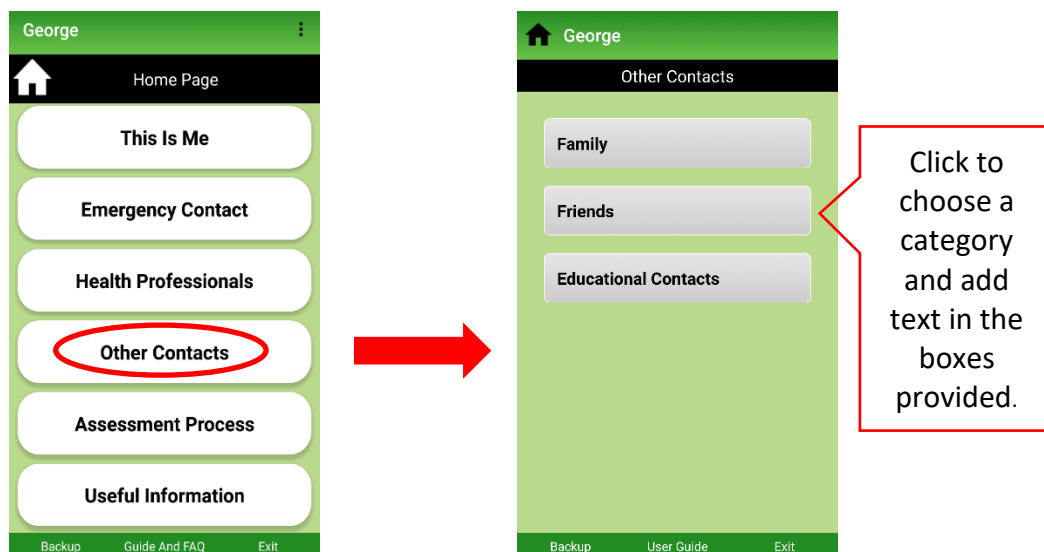 George
Home Page
This Is Me
Emergency Contact
Health Professionals
Other Contacts
Assessment Process
Useful Information
Backup Guide And FAQ Exit
George
Other Contacts
Family
Friends
Educational Contacts
Backup User Guide Exit
Click to
choose a
category
and add
text in the
boxes
provided.